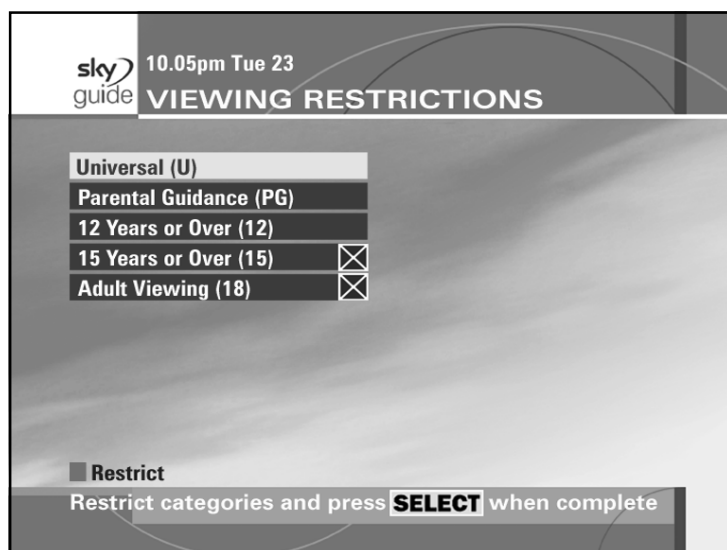 sky
guide
10.05pm Tue 23
VIEWING RESTRICTIONS
Universal (U)
Parental Guidance (PG)
12 Years or Over (12)
15 Years or Over (15)
Adult Viewing (18)
Restrict
Restrict categories and press SELECT when complete